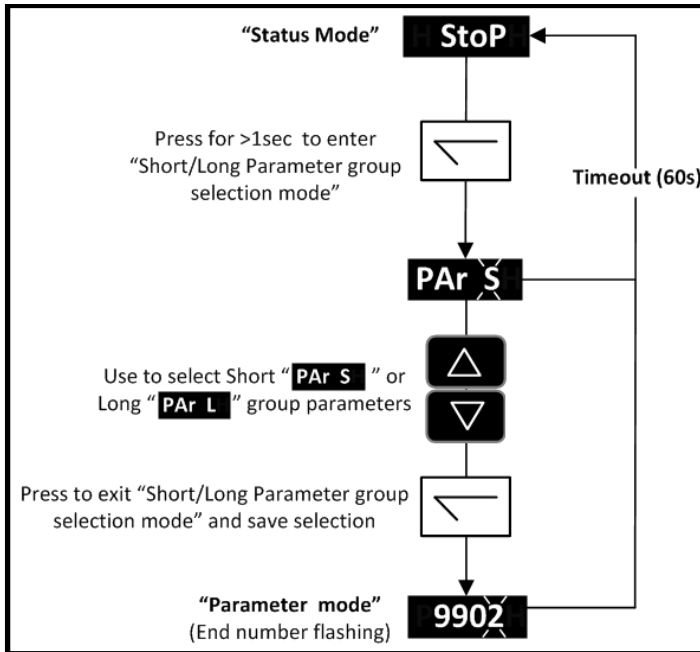 “Status Mode” StoP
Press for >1sec to enter
“Short/Long Parameter group
selection mode”
Timeout (60s)
PAr S
Use to select Short “ PAr S ” or
Long “ PAr L ” group parameters
Press to exit “Short/Long Parameter group
selection mode” and save selection
“Parameter mode” 9902
(End number flashing)